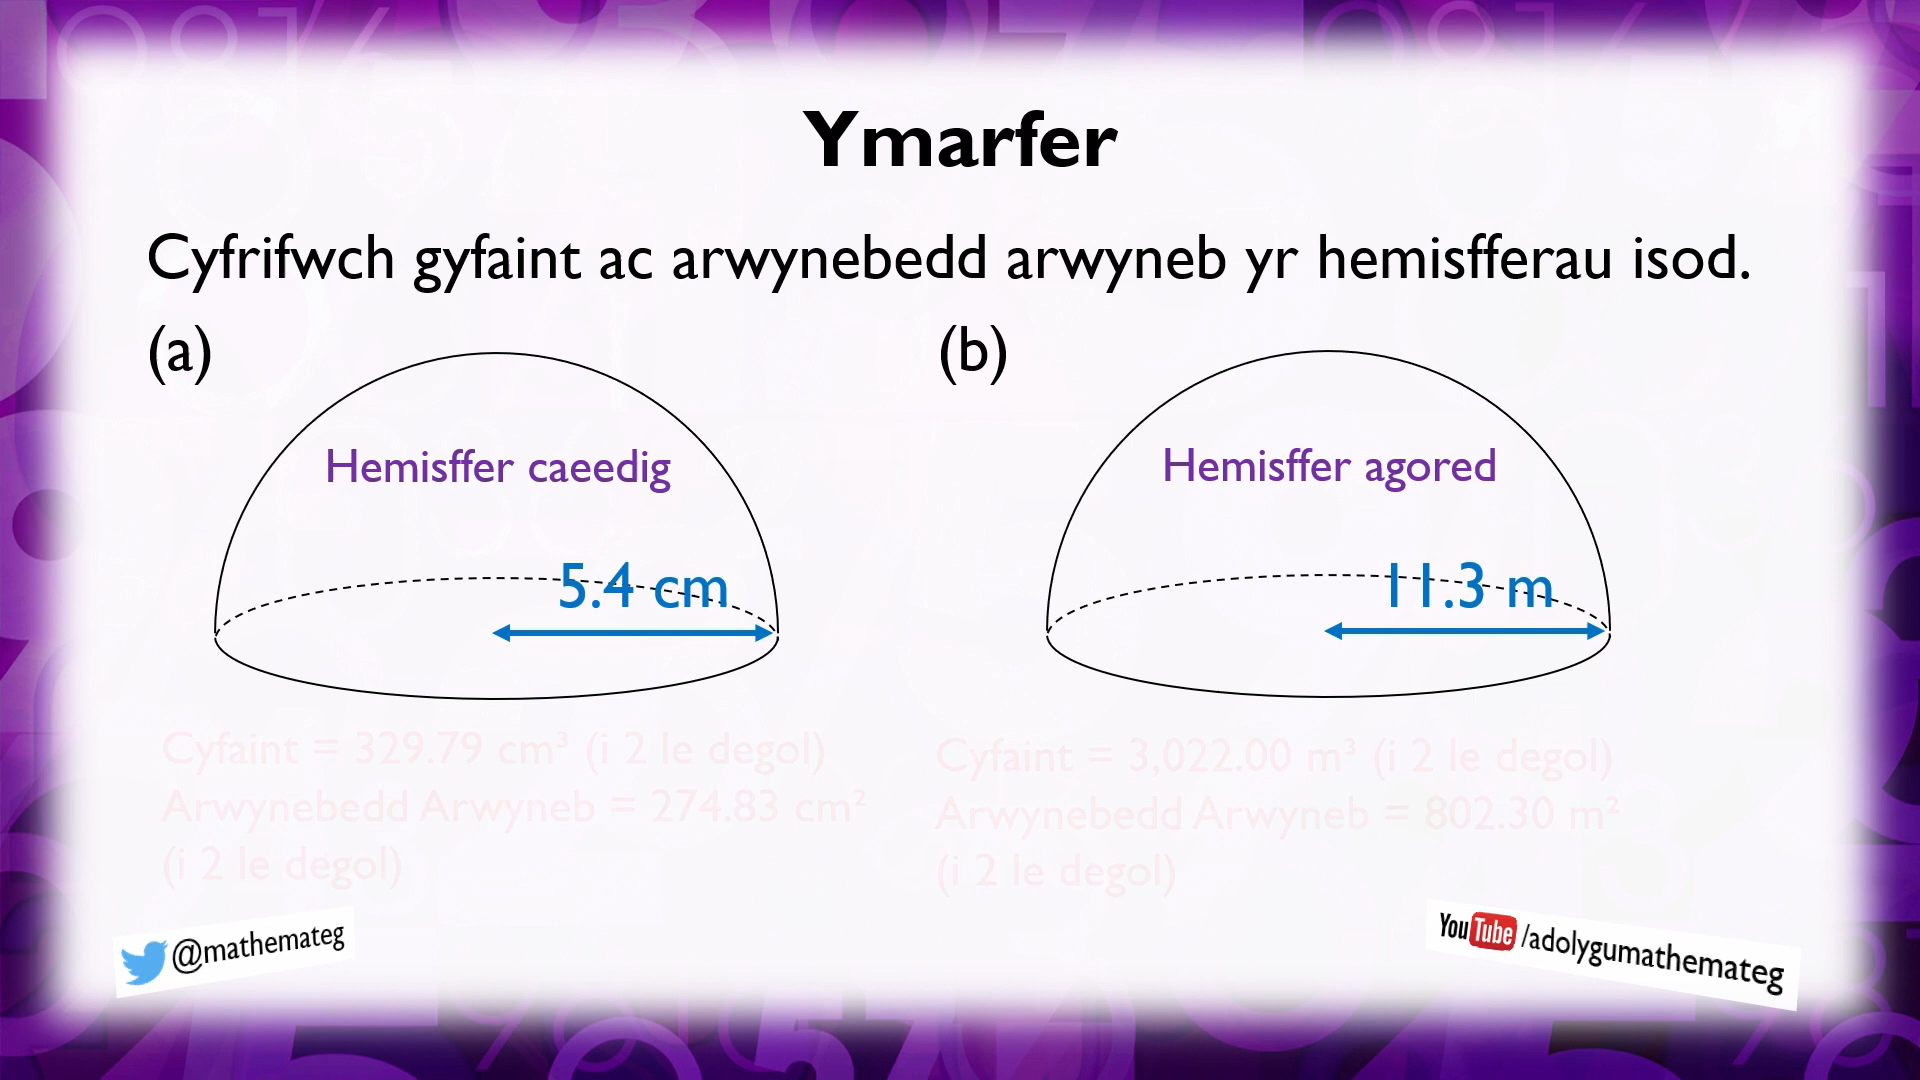 Ymarfer
Cyfrifwch gyfaint ac arwynebedd arwyneb yr hemisfferau isod.
(a)
Hemisffer caeedig
5.4 cm
Cyfaint = 329.79 cm³ (i 2 le degol)
Arwynebedd Arwyneb = 274.83 cm²
(i 2 le degol)
(b)
Hemisffer agored
11.3 m
Cyfaint = 3,022.00 m³ (i 2 le degol)
Arwynebedd Arwyneb = 802.30 m²
(i 2 le degol)
@mathemateg
YouTube /adolygumathemateg